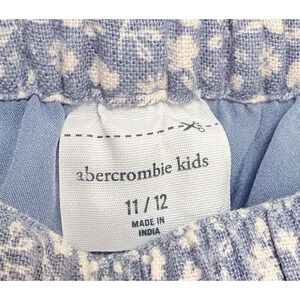 abercrombie kids
11 / 12
MADE IN
INDIA